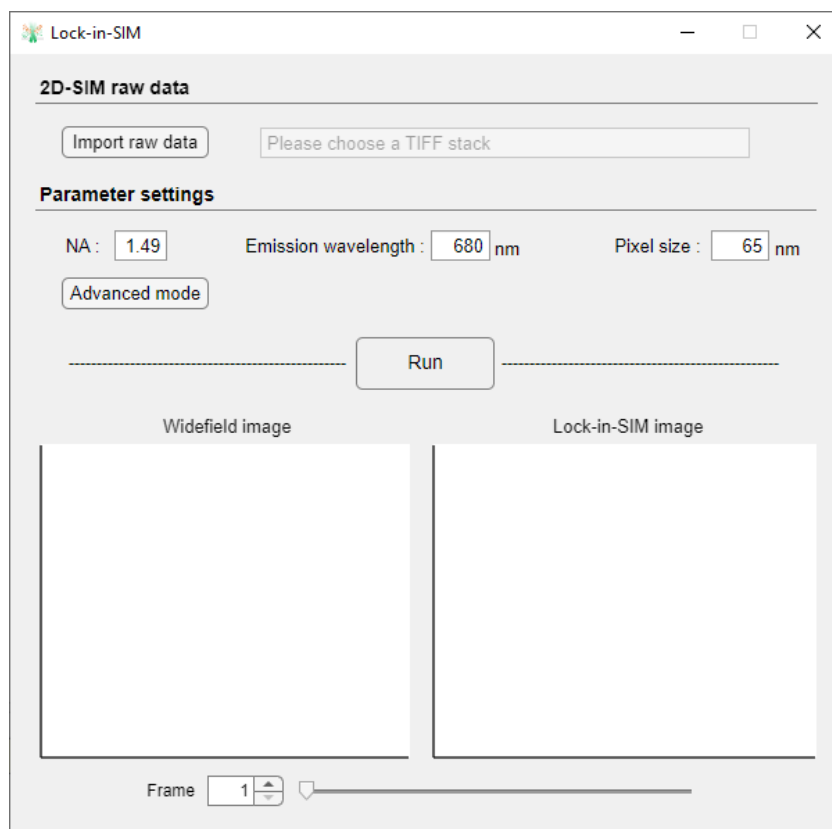 Lock-in-SIM
2D-SIM raw data
Import raw data Please choose a TIFF stack
Parameter settings
NA : 1.49 Emission wavelength : 680 nm Pixel size : 65 nm
Advanced mode
Run
Widefield image Lock-in-SIM image
Frame 1